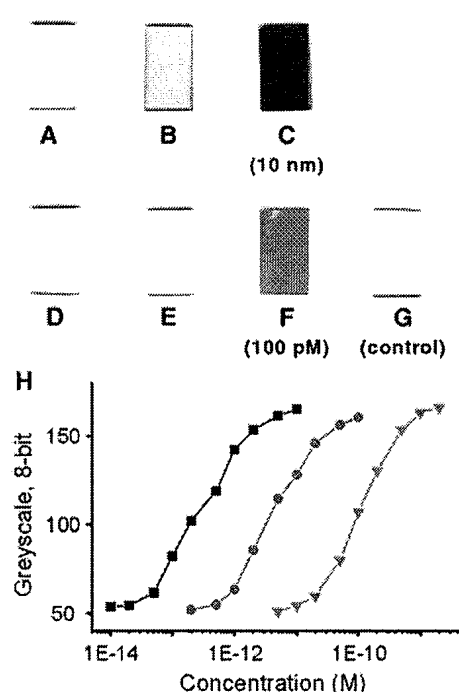 A B C
(10 nm)
D E F G
(100 pM) (control)
H
150
100
50
Greyscale, 8-bit
1E-14 1E-12 1E-10
Concentration (M)